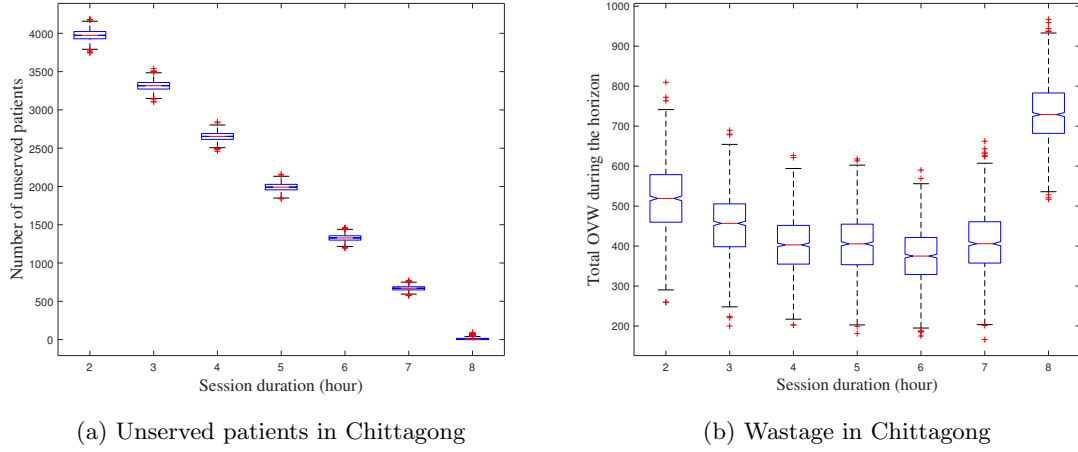 4000
3500
3000
2500
2000
1500
1000
500
0
Number of unserved patients
2 3 4 5 6 7 8
Session duration (hour)
(a) Unserved patients in Chittagong
1000
900
800
700
600
500
400
300
200
Total OVW during the horizon
2 3 4 5 6 7 8
Session duration (hour)
(b) Wastage in Chittagong